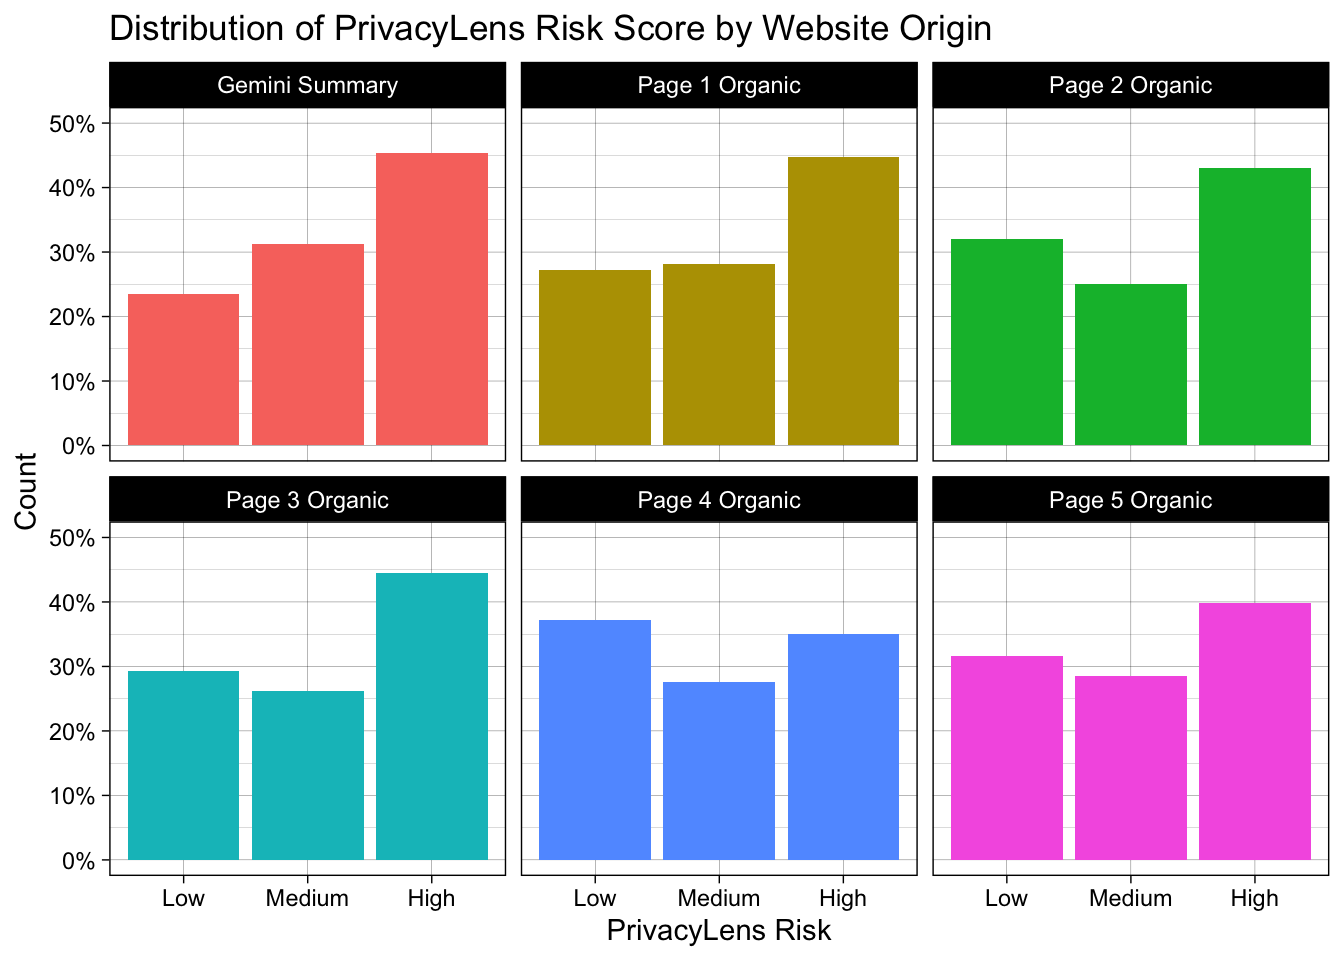 Distribution of PrivacyLens Risk Score by Website Origin
Gemini Summary
Page 1 Organic
Page 2 Organic
50%
40%
30%
20%
10%
0%
Count
Page 3 Organic
Page 4 Organic
Page 5 Organic
50%
40%
30%
20%
10%
0%
Low Medium High
Low Medium High
Low Medium High
PrivacyLens Risk